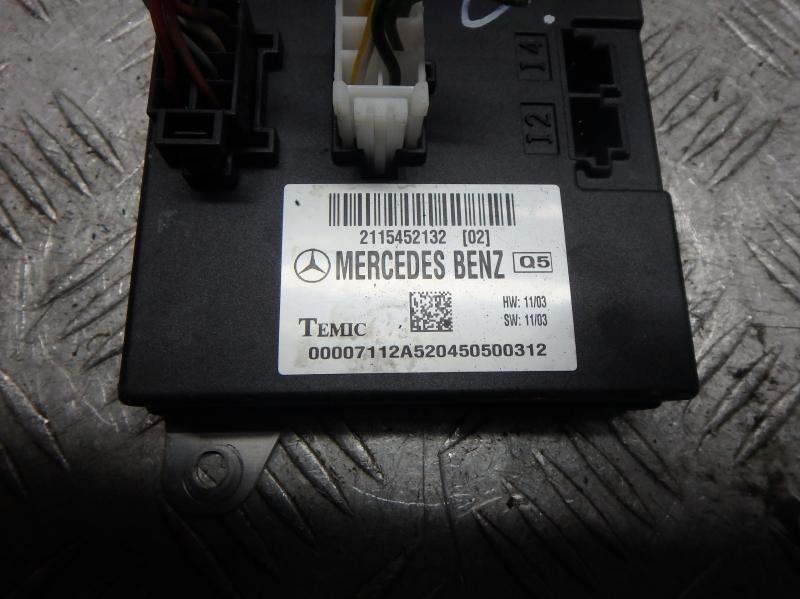 I4
I2
2115452132 [02]
MERCEDES BENZ Q5
HW: 11/03
SW: 11/03
TEMIC
00007112A520450500312